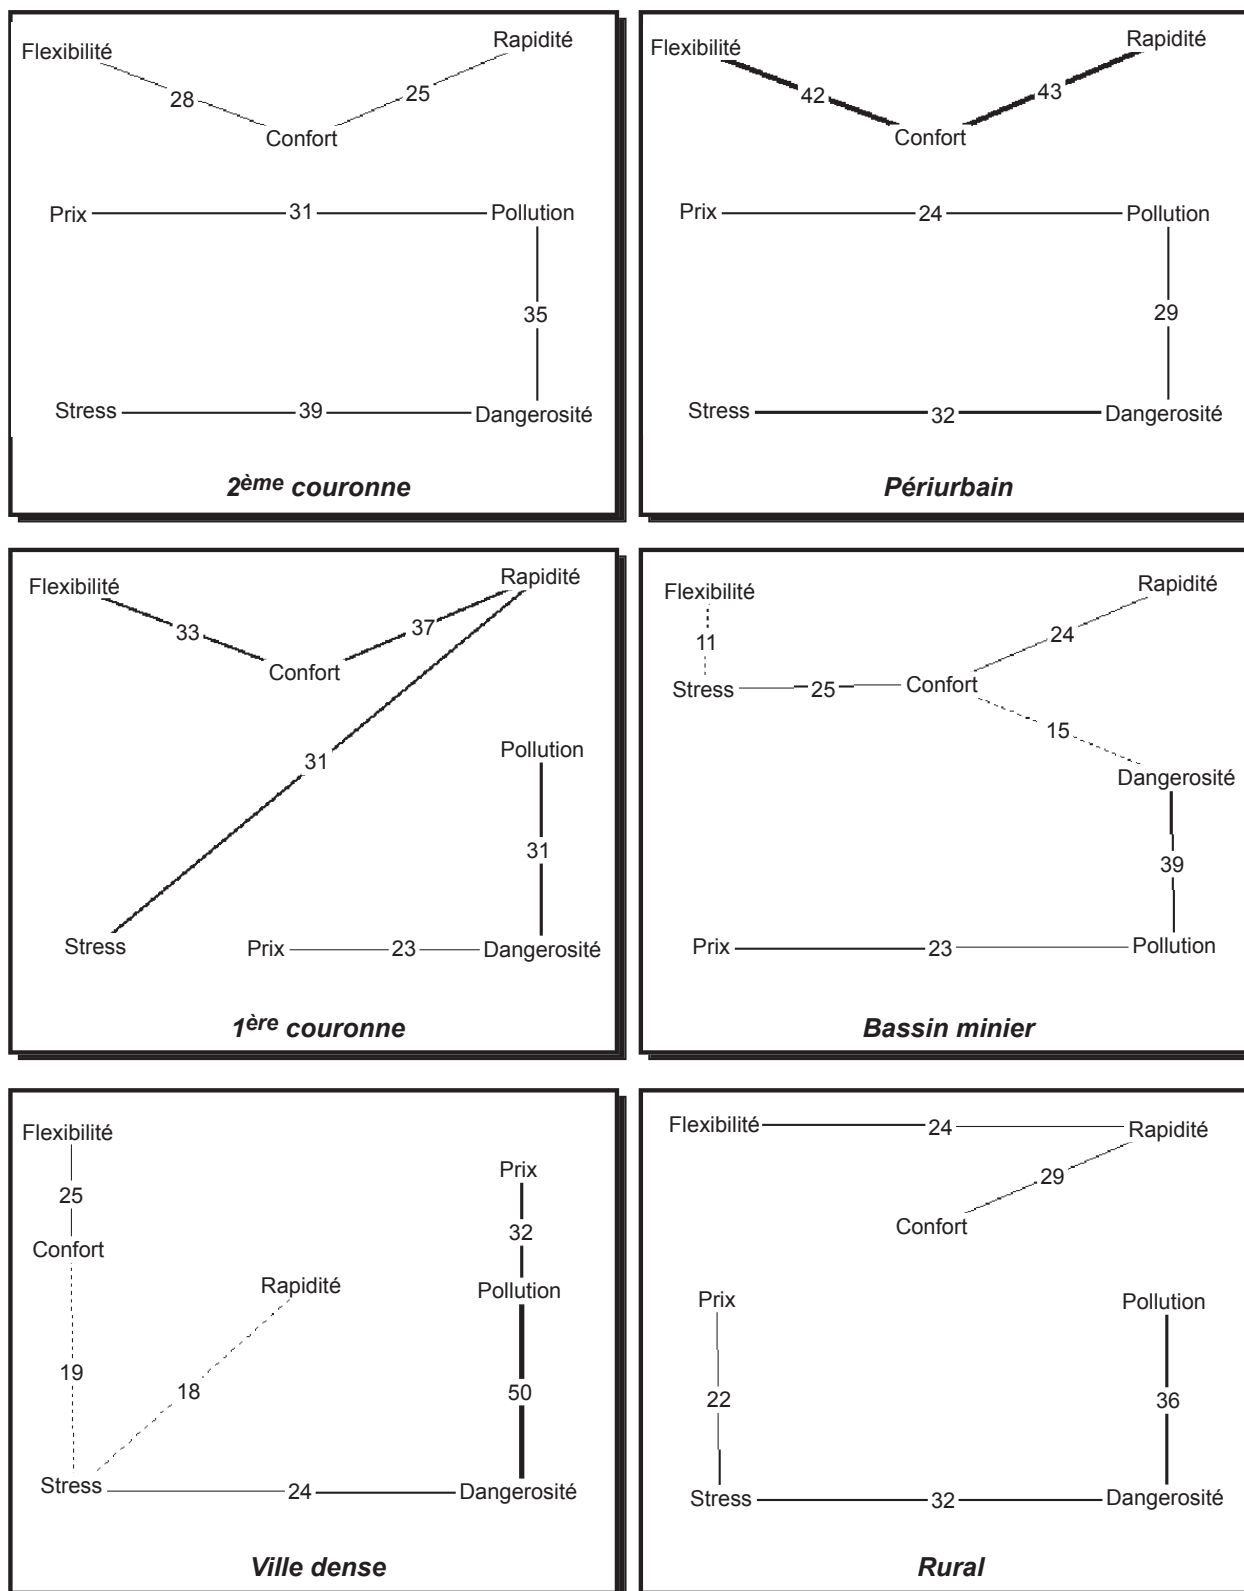 Flexibilité
Rapidité
28
25
Confort
Prix
31
Pollution
35
Stress
39
Dangerosité
2ème couronne
Flexibilité
Rapidité
42
43
Confort
Prix
24
Pollution
29
Stress
32
Dangerosité
Périurbain
Flexibilité
Rapidité
33
37
Confort
31
Pollution
31
Stress
Prix
23
Dangerosité
1ère couronne
Flexibilité
Rapidité
11
24
Stress
25
Confort
15
Dangerosité
39
Prix
23
Pollution
Bassin minier
Flexibilité
Prix
25
32
Confort
Rapidité
Pollution
19
18
50
Stress
24
Dangerosité
Ville dense
Flexibilité
24
Rapidité
29
Confort
Prix
Pollution
22
36
Stress
32
Dangerosité
Rural